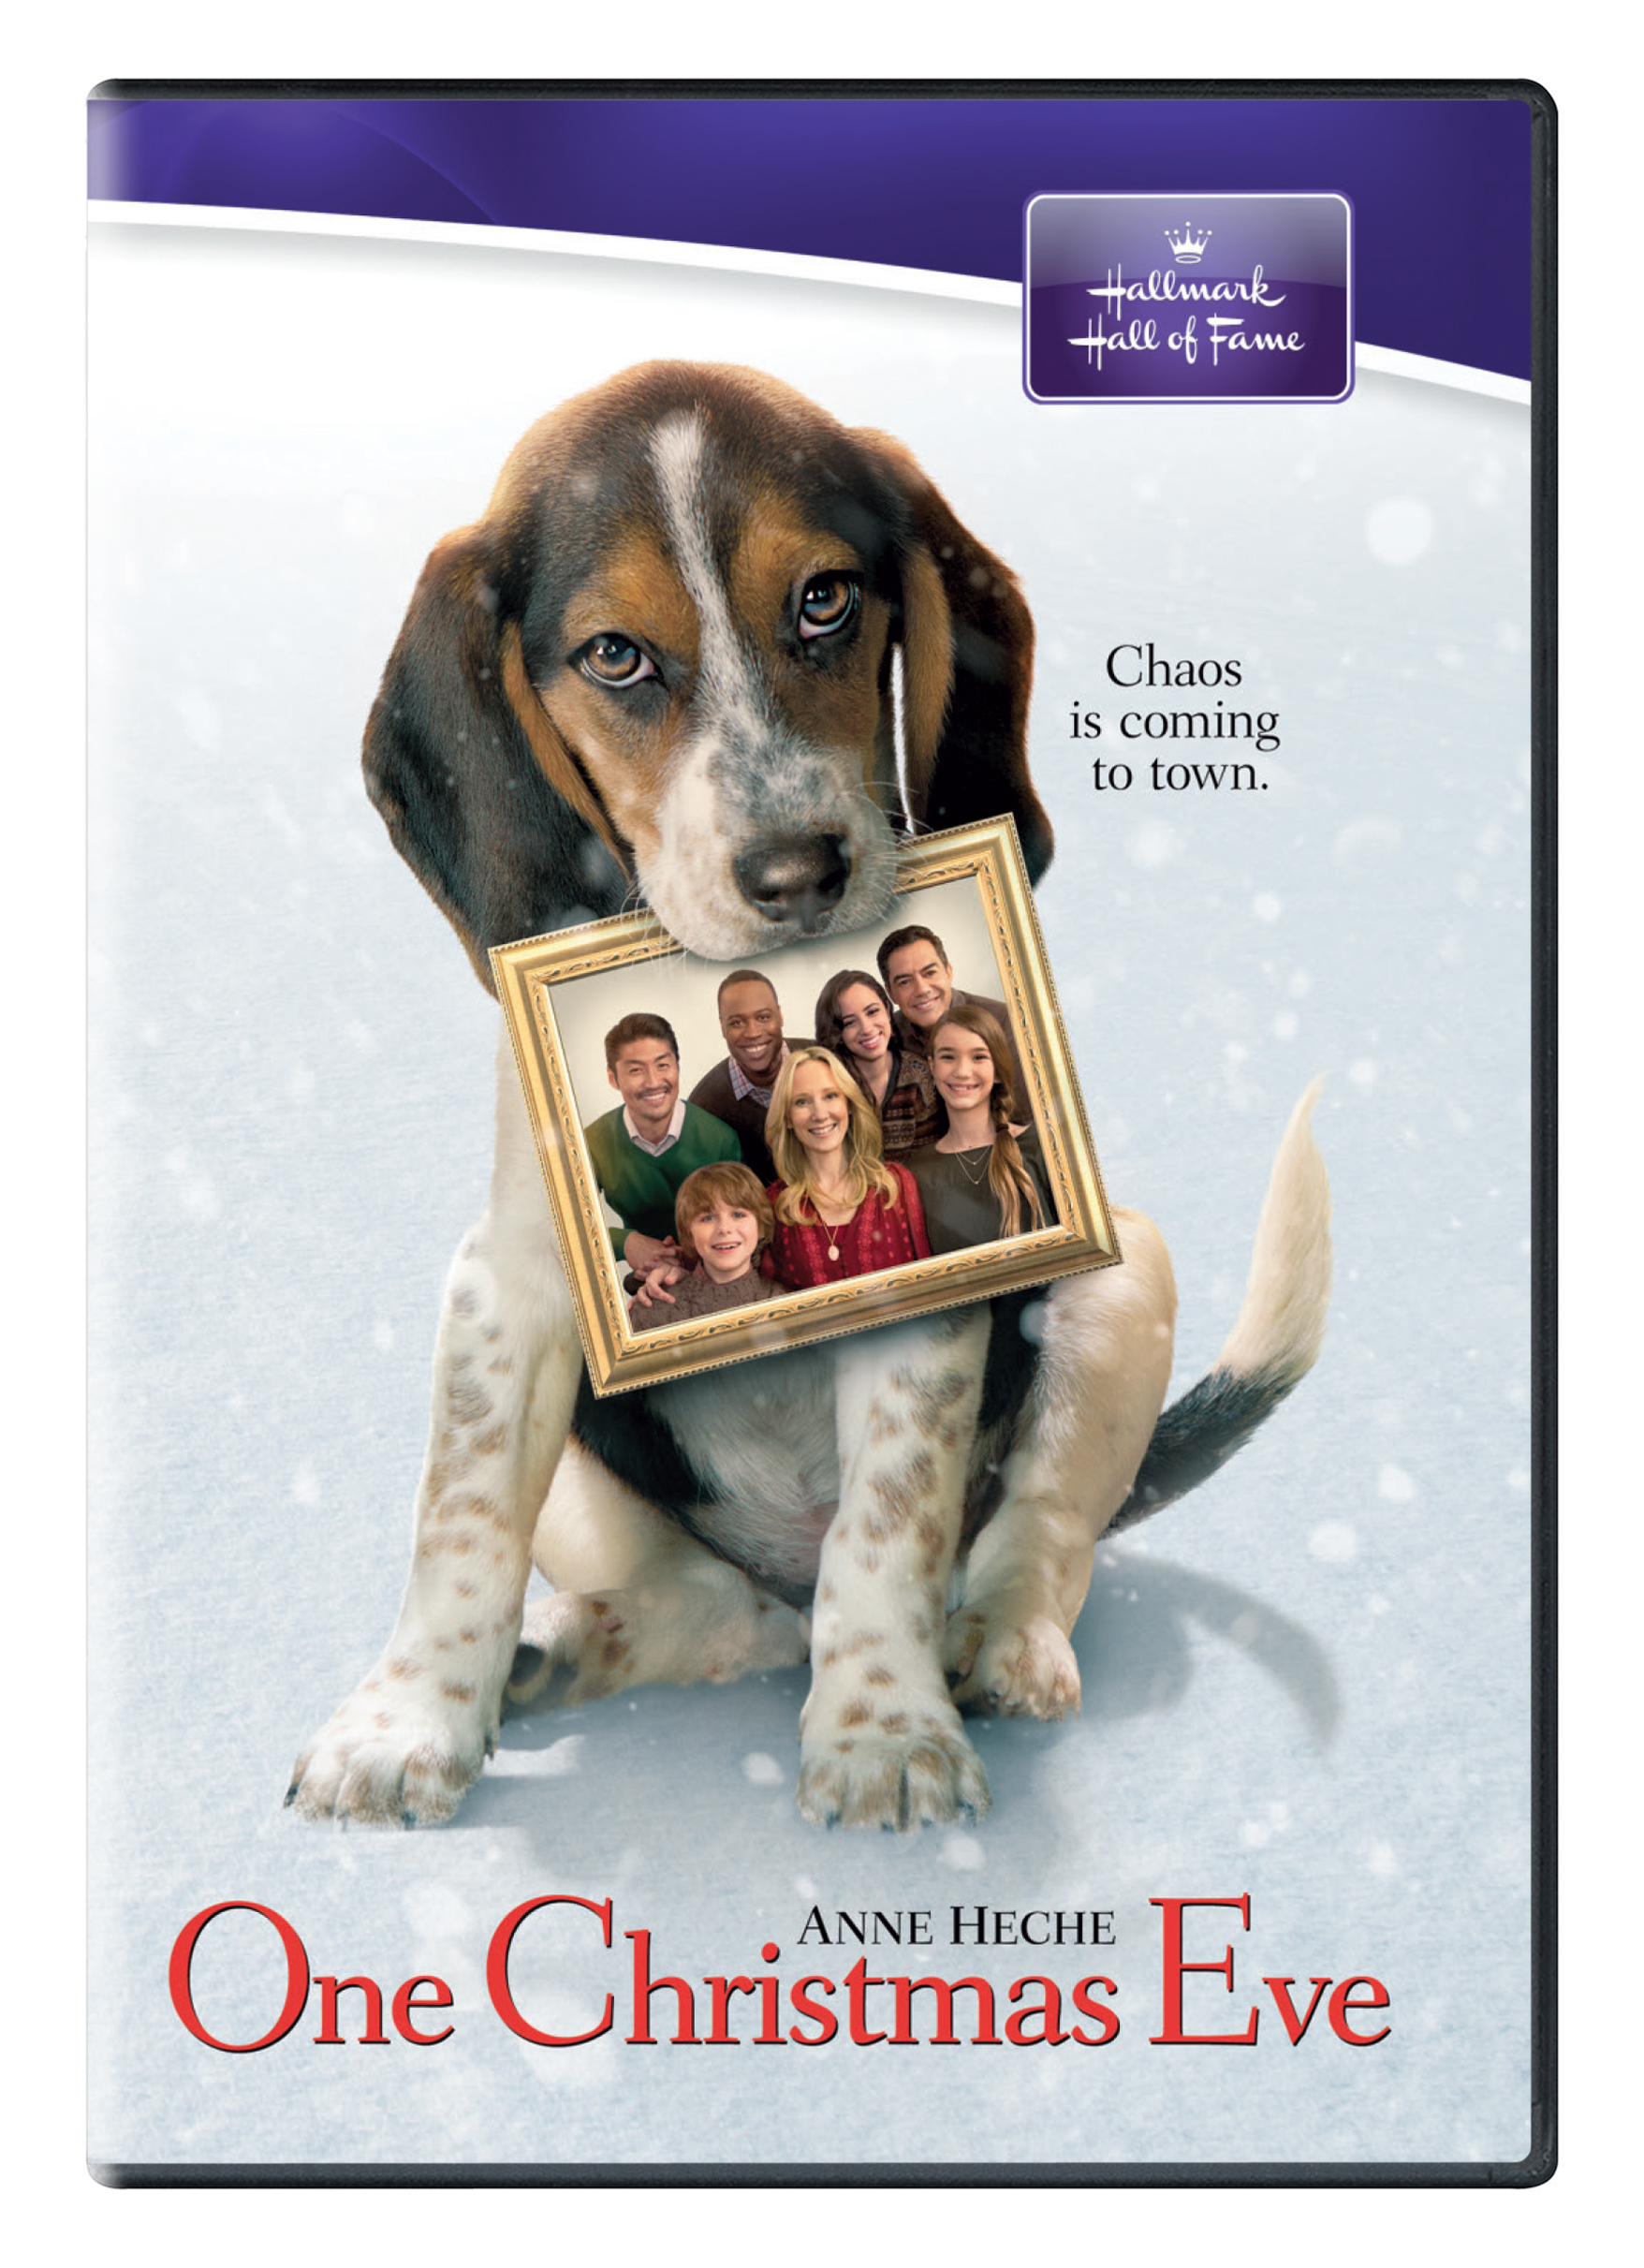 Hallmark
Hall of Fame
Chaos
is coming
to town.
ANNE HECHE
ONE CHRISTMAS EVE